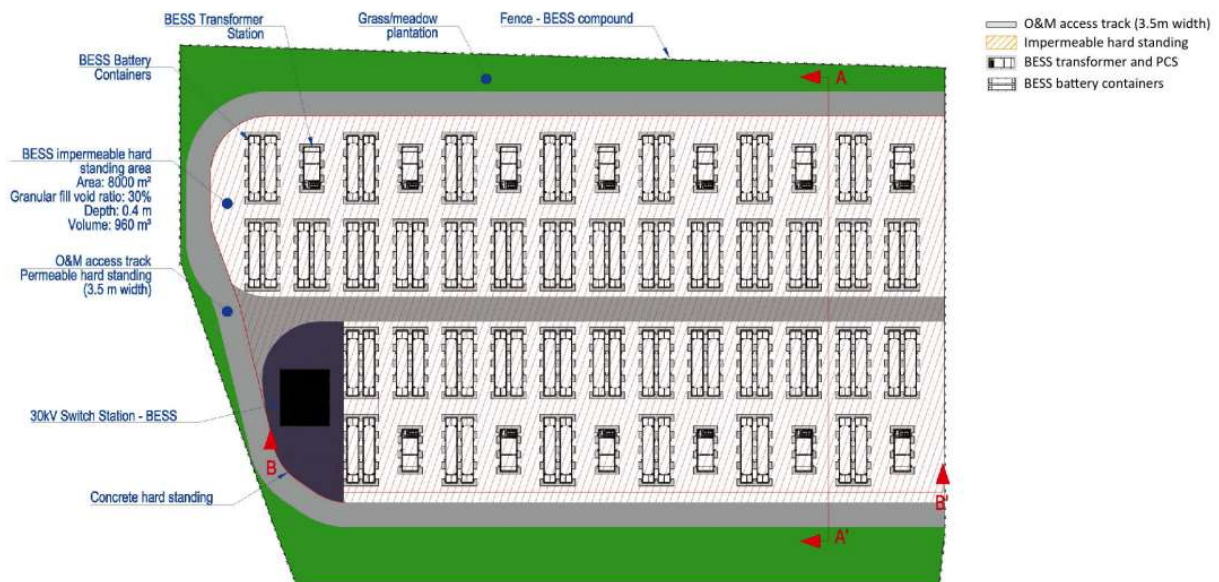 BESS Transformer
Station
Grass/meadow
plantation
Fence - BESS compound
BESS Battery
Containers
BESS impermeable hard
standing area
Area: 8000 m²
Granular fill void ratio: 30%
Depth: 0.4 m
Volume: 960 m³
O&M access track
Permeable hard standing
(3.5 m width)
30kV Switch Station - BESS
Concrete hard standing
A
B
B'
A'
O&M access track (3.5m width)
Impermeable hard standing
BESS transformer and PCS
BESS battery containers